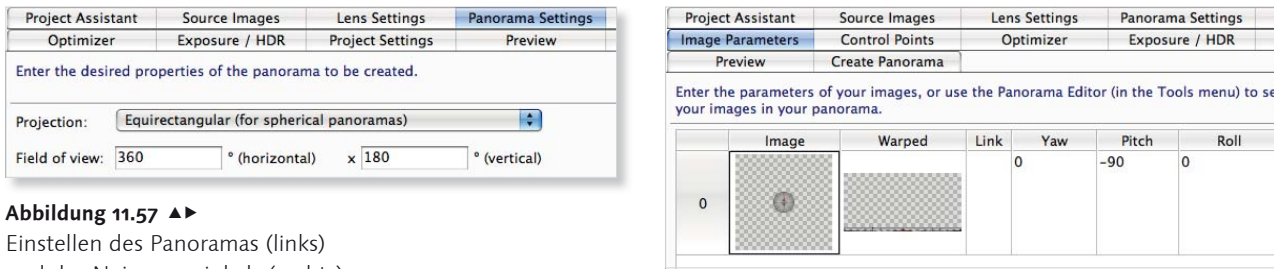 Project Assistant Source Images Lens Settings Panorama Settings
Optimizer Exposure / HDR Project Settings Preview
Enter the desired properties of the panorama to be created.
Projection: Equirectangular (for spherical panoramas)
Field of view: 360 ° (horizontal) x 180 ° (vertical)
Abbildung 11.57 ▲▶
Einstellen des Panoramas (links)
Project Assistant Source Images Lens Settings Panorama Settings
Image Parameters Control Points Optimizer Exposure / HDR
Preview Create Panorama
Enter the parameters of your images, or use the Panorama Editor (in the Tools menu) to se
your images in your panorama.
Image Warped Link Yaw Pitch Roll
0 0 -90 0